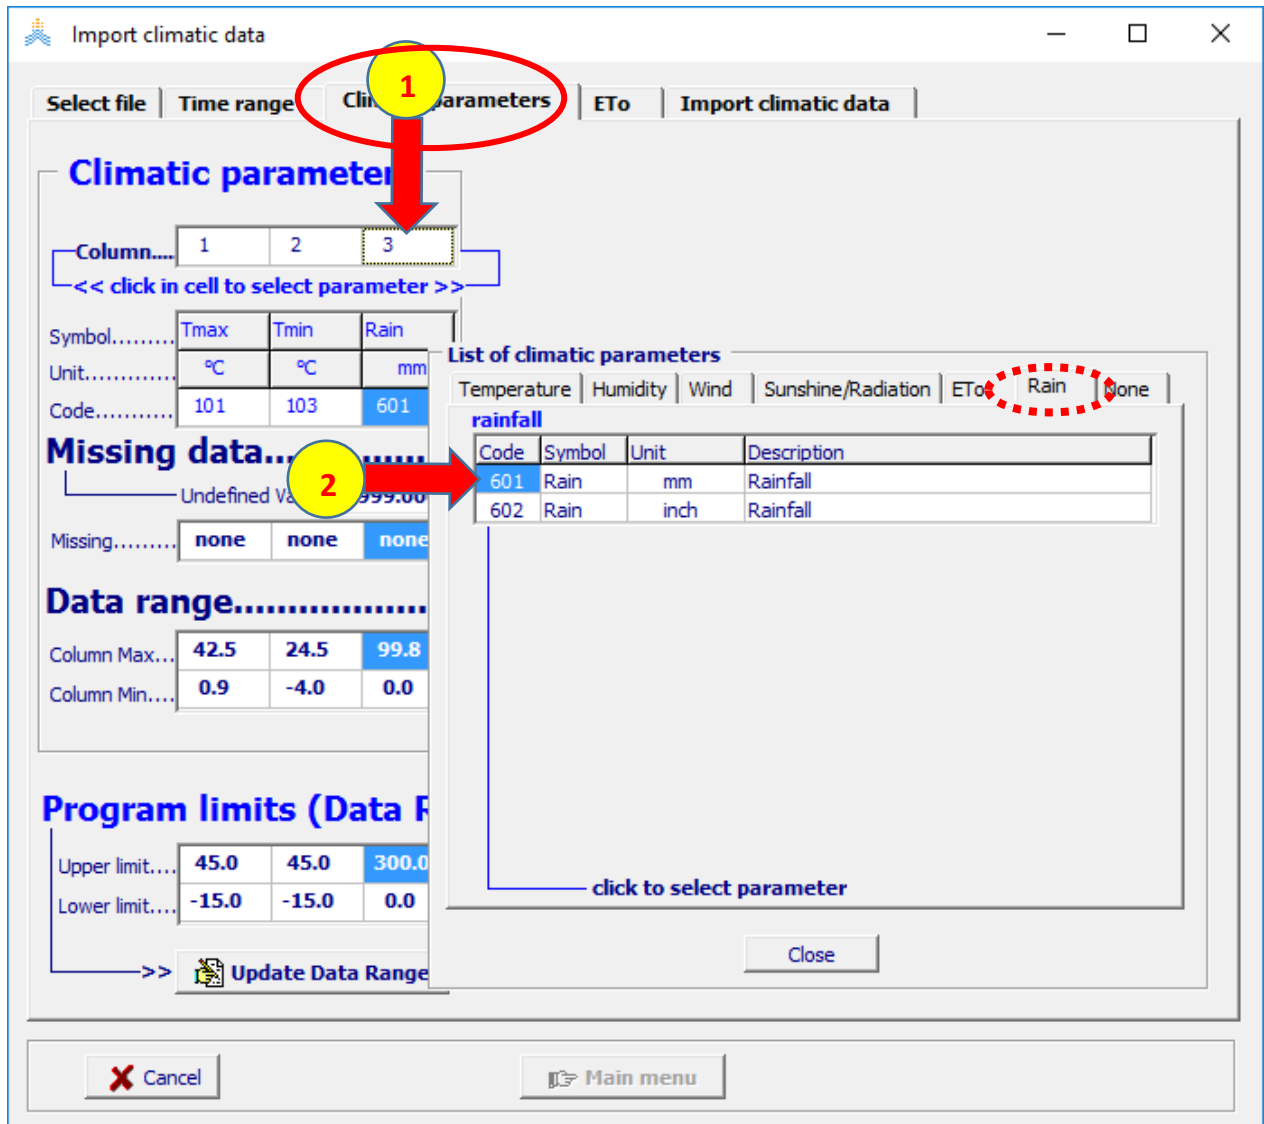 Import climatic data
Select file Time range parameters ETo Import climatic data
1
Climatic
Column.... 1 2 3
<< click in cell to select parameter >>
Symbol......... Tmax Tmin Rain
Unit............. ºC ºC mm
Code........... 101 103 601
Missing data
Undefined
2
Missing......... none none none
Data range
Column Max... 42.5 24.5 99.8
Column Min.... 0.9 -4.0 0.0
Program limits (Data
Upper limit.... 45.0 45.0 300.0
Lower limit.... -15.0 -15.0 0.0
>> Update Data Range
List of climatic parameters
Temperature Humidity Wind Sunshine/Radiation ETo Rain None
rainfall
Code Symbol Unit Description
601 Rain mm Rainfall
602 Rain inch Rainfall
click to select parameter
Close
Cancel Main menu